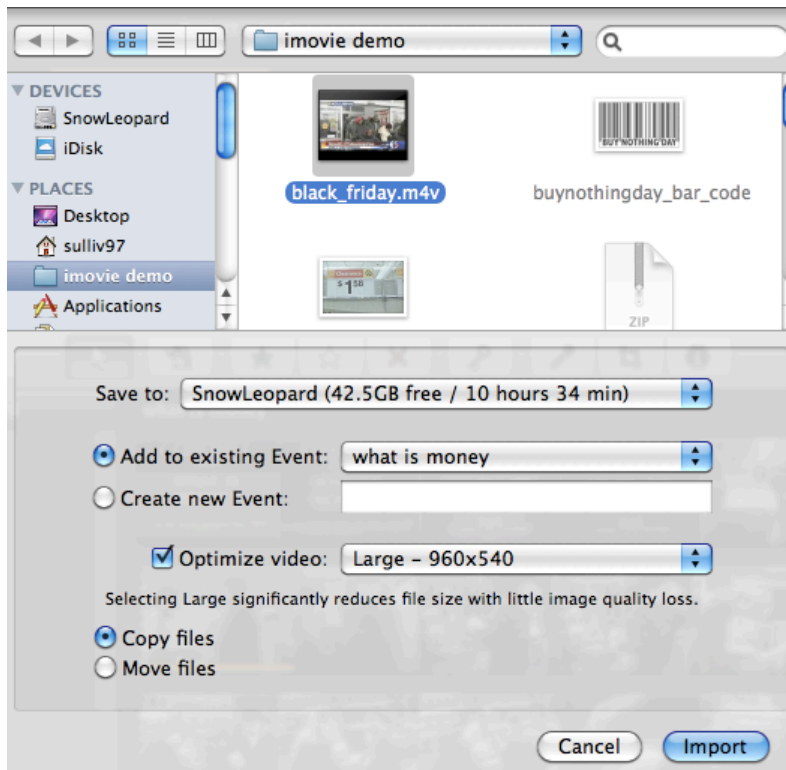 imovie demo
DEVICES
SnowLeopard
iDisk
PLACES
Desktop
sulliv97
imovie demo
Applications
BUY NOTHING DAY
black_friday.m4v
buynothingday_bar_code
$1.58
ZIP
Save to: SnowLeopard (42.5GB free / 10 hours 34 min)
Add to existing Event: what is money
Create new Event:
Optimize video: Large – 960x540
Selecting Large significantly reduces file size with little image quality loss.
Copy files
Move files
Cancel Import